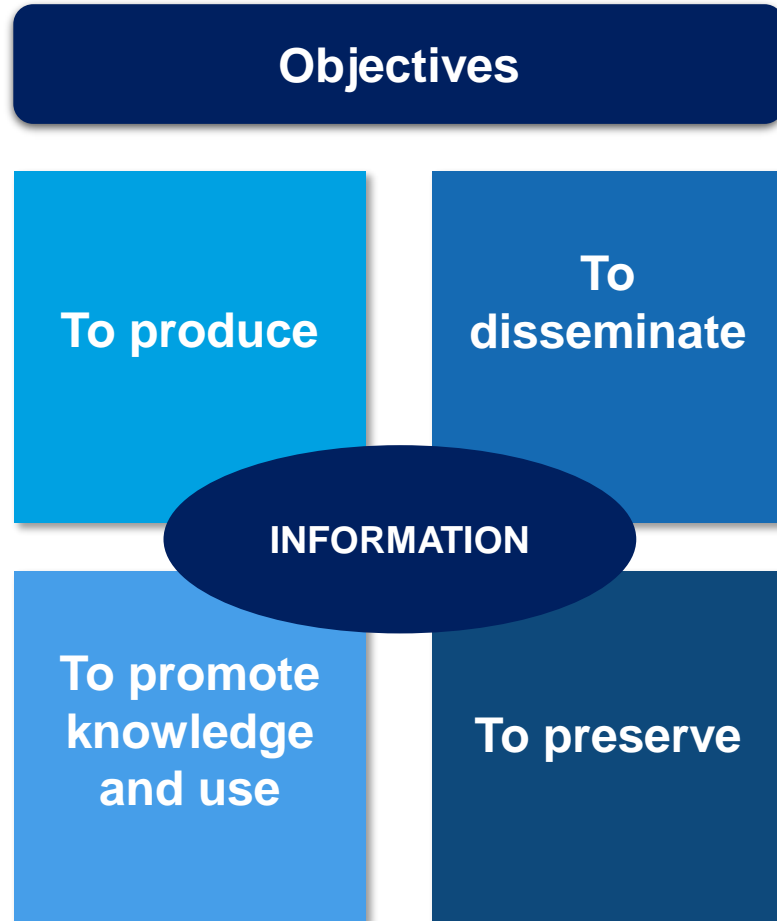 Objectives
To produce
To
disseminate
INFORMATION
To promote
knowledge
and use
To preserve